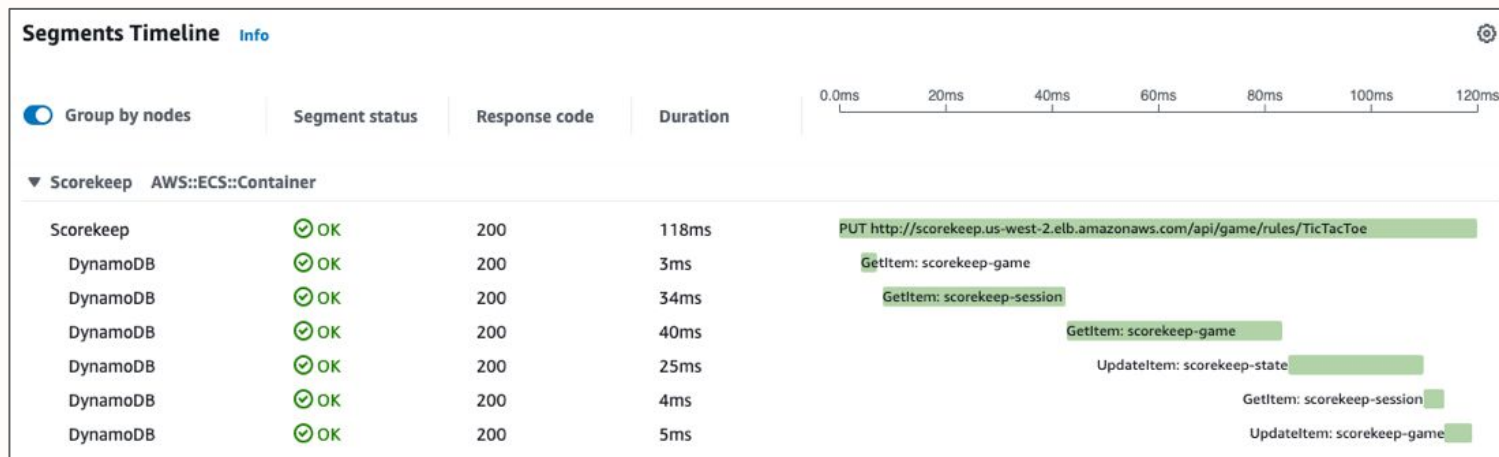 Segments Timeline Info
0.0ms 20ms 40ms 60ms 80ms 100ms 120ms
Group by nodes Segment status Response code Duration
Scorekeep AWS::ECS::Container
Scorekeep OK 200 118ms PUT http://scorekeep.us-west-2.elb.amazonaws.com/api/game/rules/TicTacToe
DynamoDB OK 200 3ms GetItem: scorekeep-game
DynamoDB OK 200 34ms GetItem: scorekeep-session
DynamoDB OK 200 40ms GetItem: scorekeep-game
DynamoDB OK 200 25ms UpdateItem: scorekeep-state
DynamoDB OK 200 4ms GetItem: scorekeep-session
DynamoDB OK 200 5ms UpdateItem: scorekeep-game